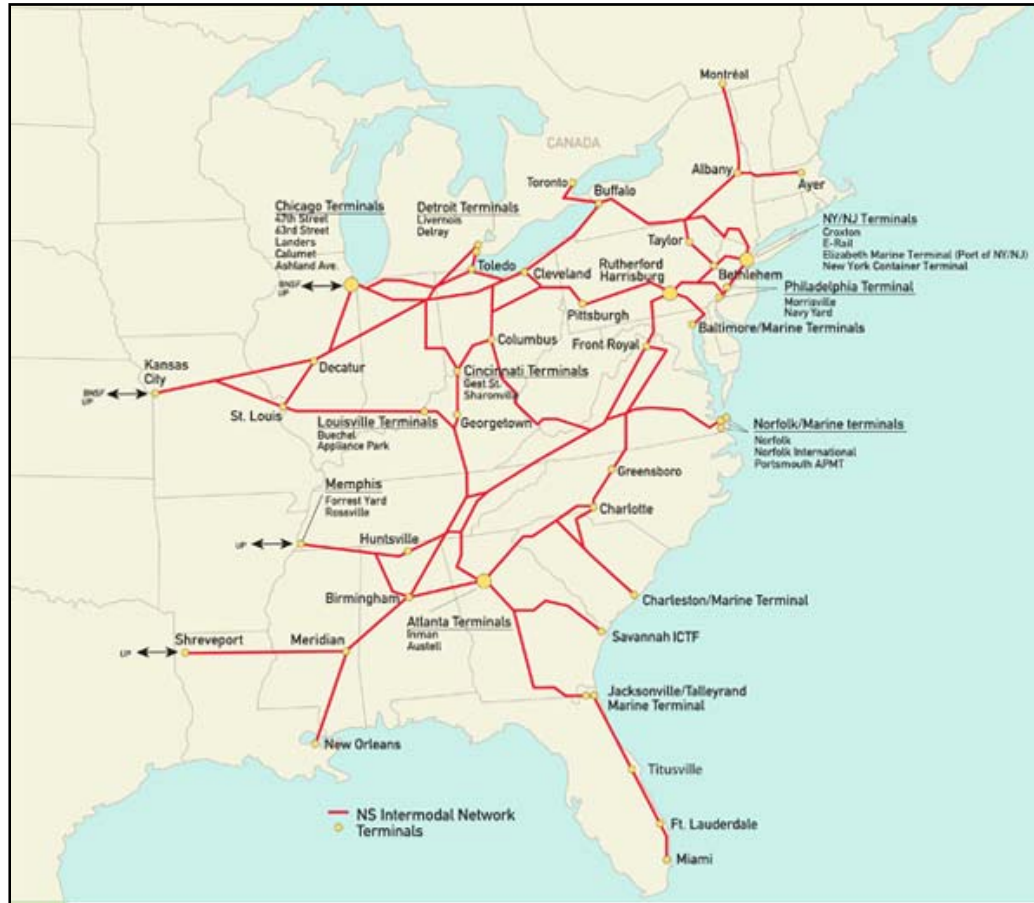 Montréal
CANADA
Toronto
Buffalo
Albany
Ayer
Chicago Terminals
47th Street
63rd Street
Landers
Calumet
Ashland Ave.
Detroit Terminals
Livernois
Delray
NY/NJ Terminals
Croxton
E-Rail
Elizabeth Marine Terminal (Port of NY/NJ)
New York Container Terminal
Taylor
Toledo
Cleveland
Rutherford
Harrisburg
Bethlehem
BNSF
UP
Philadelphia Terminal
Morrisville
Navy Yard
Pittsburgh
Baltimore/Marine Terminals
Columbus
Front Royal
Kansas
City
Decatur
Cincinnati Terminals
Gest St.
Sharonville
BNSF
UP
St. Louis
Louisville Terminals
Buechel
Appliance Park
Georgetown
Norfolk/Marine terminals
Norfolk
Norfolk International
Portsmouth APMT
Greensboro
Memphis
Forrest Yard
Rossville
Charlotte
UP
Huntsville
Birmingham
Charleston/Marine Terminal
Atlanta Terminals
Inman
Austell
Savannah ICTF
Shreveport
Meridian
UP
Jacksonville/Talleyrand
Marine Terminal
New Orleans
Titusville
NS Intermodal Network
Terminals
Ft. Lauderdale
Miami